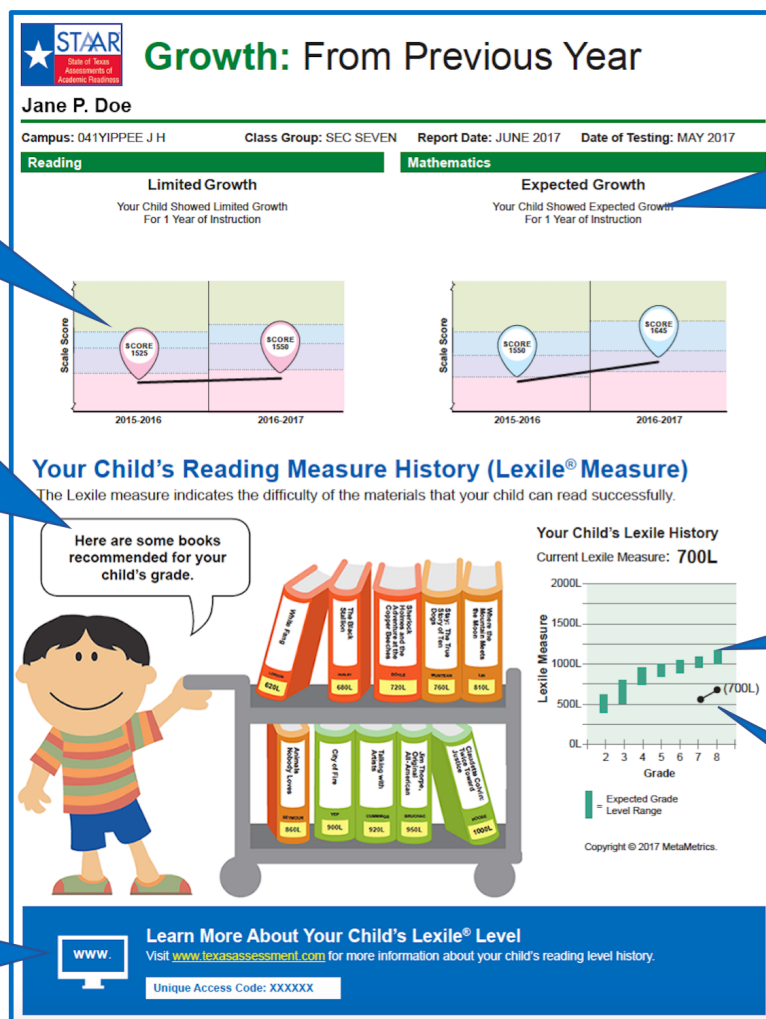 STAAR
State of Texas
Assessments of
Academic Readiness
Growth: From Previous Year
Jane P. Doe
Campus: 041YIPPEE J H Class Group: SEC SEVEN Report Date: JUNE 2017 Date of Testing: MAY 2017
Reading
Limited Growth
Your Child Showed Limited Growth
For 1 Year of Instruction
Scale Score
SCORE
1525
SCORE
1550
2015-2016 2016-2017
Mathematics
Expected Growth
Your Child Showed Expected Growth
For 1 Year of Instruction
Scale Score
SCORE
1550
SCORE
1645
2015-2016 2016-2017
Your Child's Reading Measure History (Lexile® Measure)
The Lexile measure indicates the difficulty of the materials that your child can read successfully.
Here are some books
recommended for your
child's grade.
White Fang
LONDON
620L
The Black
Stallion
FARLEY
680L
Sherlock
Holmes and the
Adventure at the
Copper Beeches
DOYLE
720L
Stay: The True
Story of Ten
Dogs
760L
Where the
Mountain Meets
the Moon
LIN
810L
Animals
Nobody Loves
SEYMOUR
860L
City of Fire
YEP
900L
Talking with
Artists
CUMMINGS
920L
Jim Thorpe,
Original
All-American
BRUCHAC
950L
Claudette Colvin:
Twice Toward
Justice
HOOSE
1000L
Your Child's Lexile History
Current Lexile Measure: 700L
Lexile Measure
2000L
1500L
1000L
500L
0L
(700L)
2 3 4 5 6 7 8
Grade
= Expected Grade
Level Range
Copyright © 2017 MetaMetrics.
www.
Learn More About Your Child's Lexile® Level
Visit www.texasassessment.com for more information about your child's reading level history.
Unique Access Code: XXXXXX